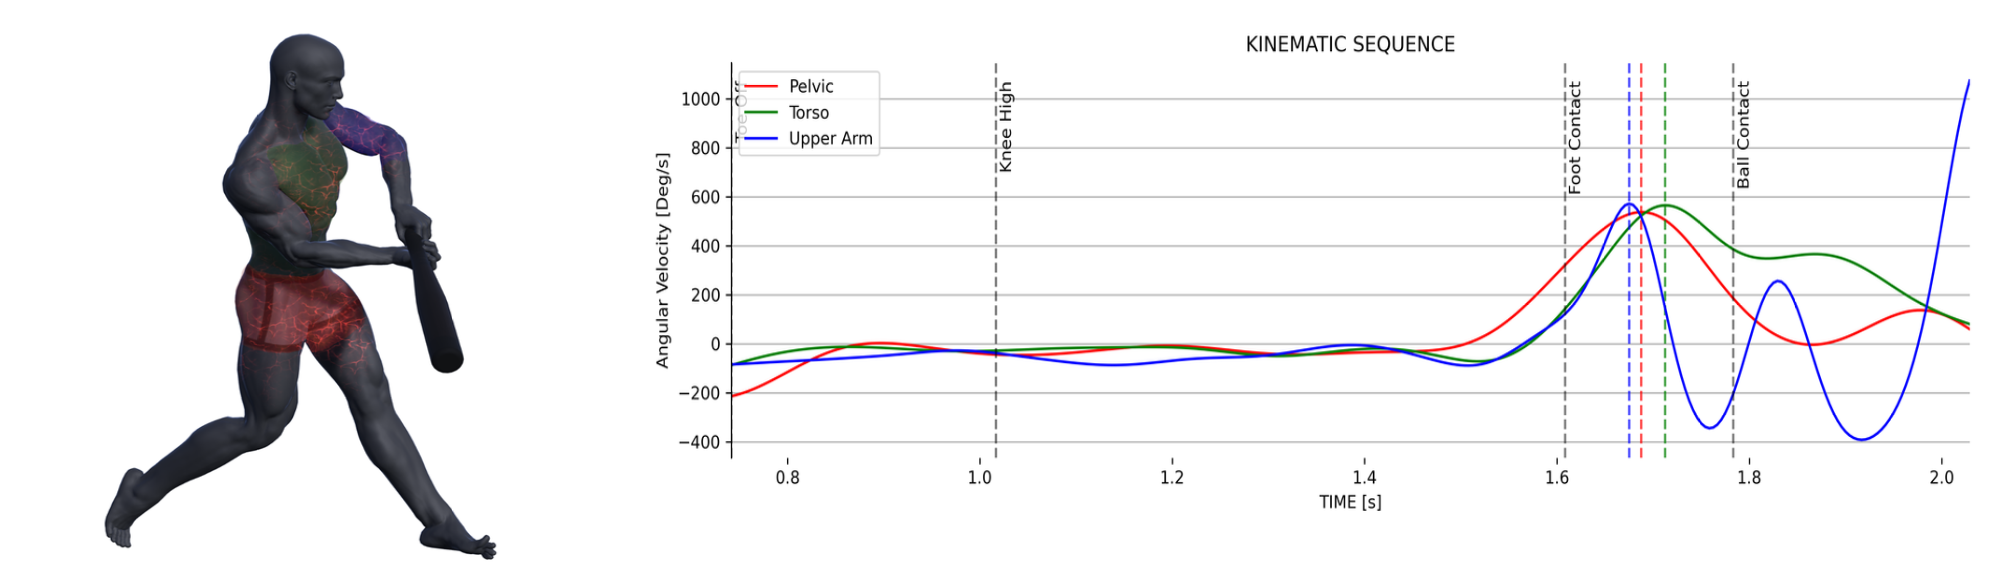 KINEMATIC SEQUENCE
Pelvic
Torso
Upper Arm
Knee High
Foot Contact
Ball Contact
Angular Velocity [Deg/s]
1000
800
600
400
200
0
−200
−400
0.8
1.0
1.2
1.4
1.6
1.8
2.0
TIME [s]